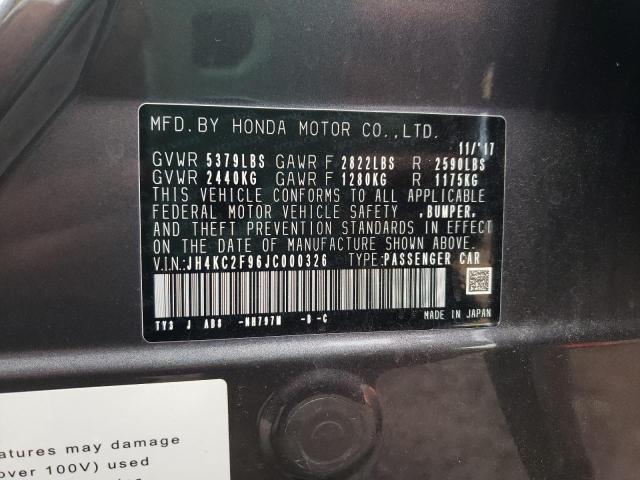 MFD.BY HONDA MOTOR CO.,LTD.
11/'17
GVWR 5379LBS GAWR F 2822LBS R 2590LBS
GVWR 2440KG GAWR F 1280KG R 1175KG
THIS VEHICLE CONFORMS TO ALL APPLICABLE
FEDERAL MOTOR VEHICLE SAFETY ,BUMPER,
AND THEFT PREVENTION STANDARDS IN EFFECT
ON THE DATE OF MANUFACTURE SHOWN ABOVE.
V.I.N:JH4KC2F96JC000326 TYPE:PASSENGER CAR
TY3 J AB8 -NH797M -B -C
MADE IN JAPAN
atures may damage
over 100V) used